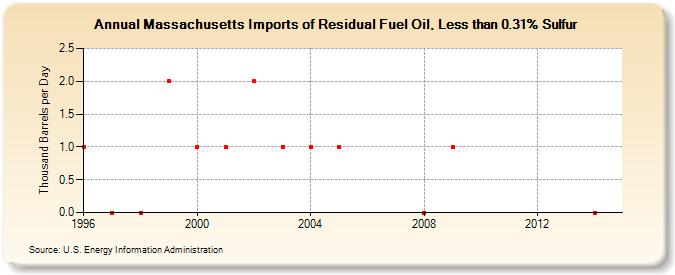 Annual Massachusetts Imports of Residual Fuel Oil, Less than 0.31% Sulfur
Thousand Barrels per Day
2.5
2.0
1.5
1.0
0.5
0.0
1996 2000 2004 2008 2012
Source: U.S. Energy Information Administration